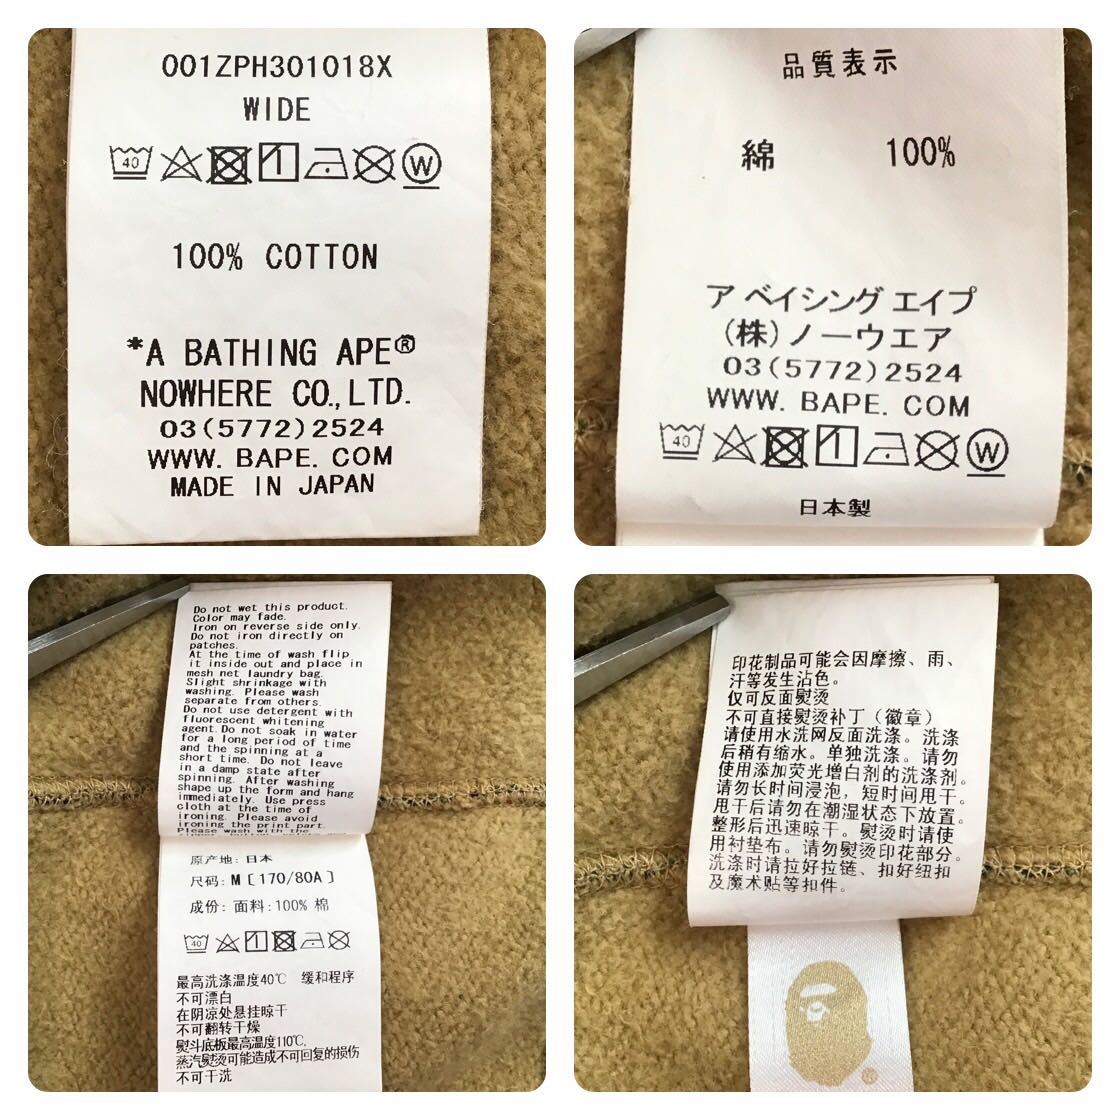 001ZPH301018X
WIDE
40
W
100% COTTON
*A BATHING APE®
NOWHERE CO.,LTD.
03(5772)2524
WWW. BAPE. COM
MADE IN JAPAN
品質表示
綿 100%
ア ベイシング エイプ
(株)ノーウエア
03(5772)2524
WWW. BAPE. COM
40
W
日本製
Do not wet this product.
Color may fade.
Iron on reverse side only.
Do not iron directly on
patches.
At the time of wash flip
it inside out and place in
mesh net laundry bag.
Slight shrinkage with
washing. Please wash
separate from others.
Do not use detergent with
fluorescent whitening
agent.Do not soak in water
for a long period of time
and the spinning at a
short time. Do not leave
in a damp state after
spinning. After washing
shape up the form and hang
immediately. Use press
cloth at the time of
ironing. Please avoid
ironing the print part.
Please wash with the
原产地: 日本
尺码: M [170/80A]
成份: 面料:100% 棉
40
最高洗涤温度40℃ 缓和程序
不可漂白
在阴凉处悬挂晾干
不可翻转干燥
熨斗底板最高温度110℃,
蒸汽熨烫可能造成不可回复的损伤
不可干洗
印花制品可能会因摩擦、雨、
汗等发生沾色。
仅可反面熨烫
不可直接熨烫补丁（徽章）
请使用水洗网反面洗涤。洗涤
后稍有缩水。单独洗涤。请勿
使用添加荧光增白剂的洗涤剂。
请勿长时间浸泡，短时间甩干。
甩干后请勿在潮湿状态下放置。
整形后迅速晾干。熨烫时请使
用衬垫布。请勿熨烫印花部分。
洗涤时请拉好拉链、扣好纽扣
及魔术贴等扣件。
®